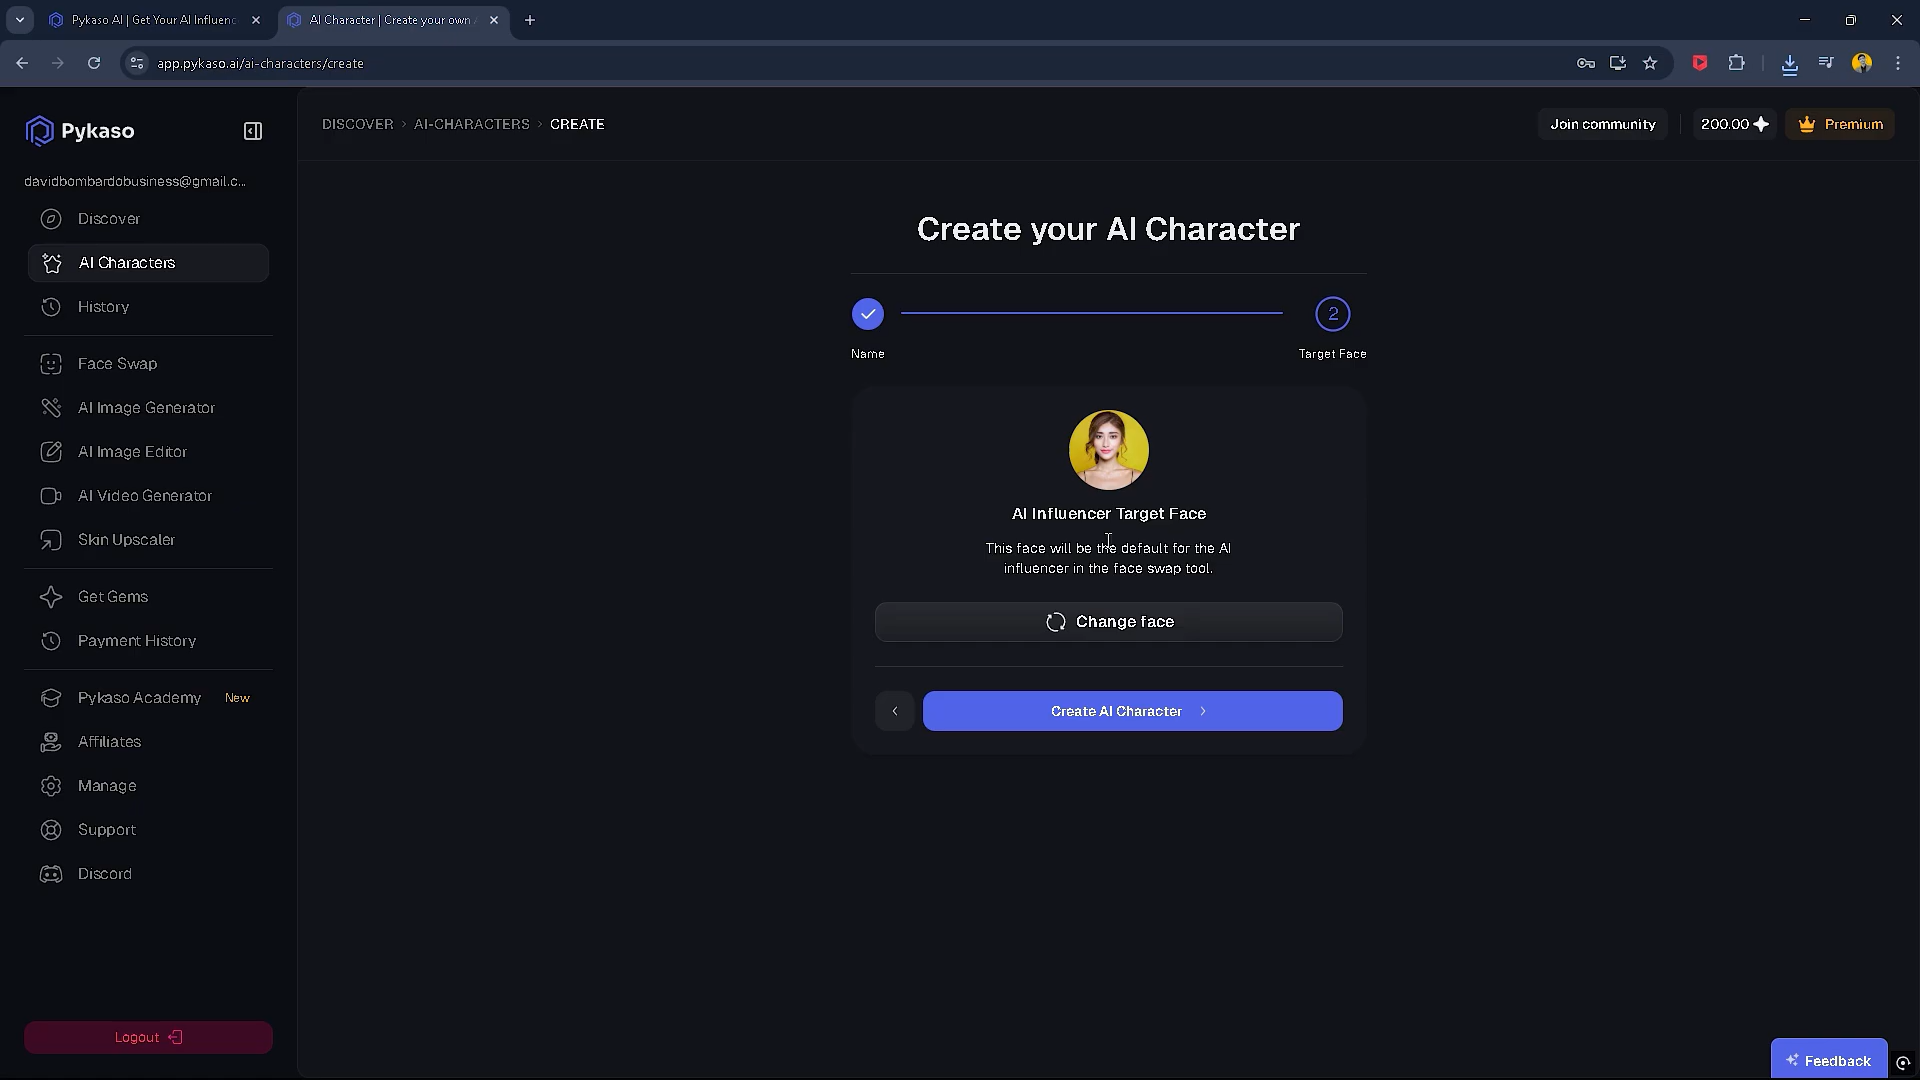 Pykaso AI | Get Your AI Influenc
AI Character | Create your own
app.pykaso.ai/ai-characters/create
Pykaso
davidbombardobusiness@gmail.c...
Discover
AI Characters
History
Face Swap
AI Image Generator
AI Image Editor
AI Video Generator
Skin Upscaler
Get Gems
Payment History
Pykaso Academy New
Affiliates
Manage
Support
Discord
Logout
DISCOVER › AI-CHARACTERS › CREATE
Join community
200.00
Premium
Create your AI Character
2
Name
Target Face
AI Influencer Target Face
This face will be the default for the AI
influencer in the face swap tool.
Change face
Create AI Character
Feedback